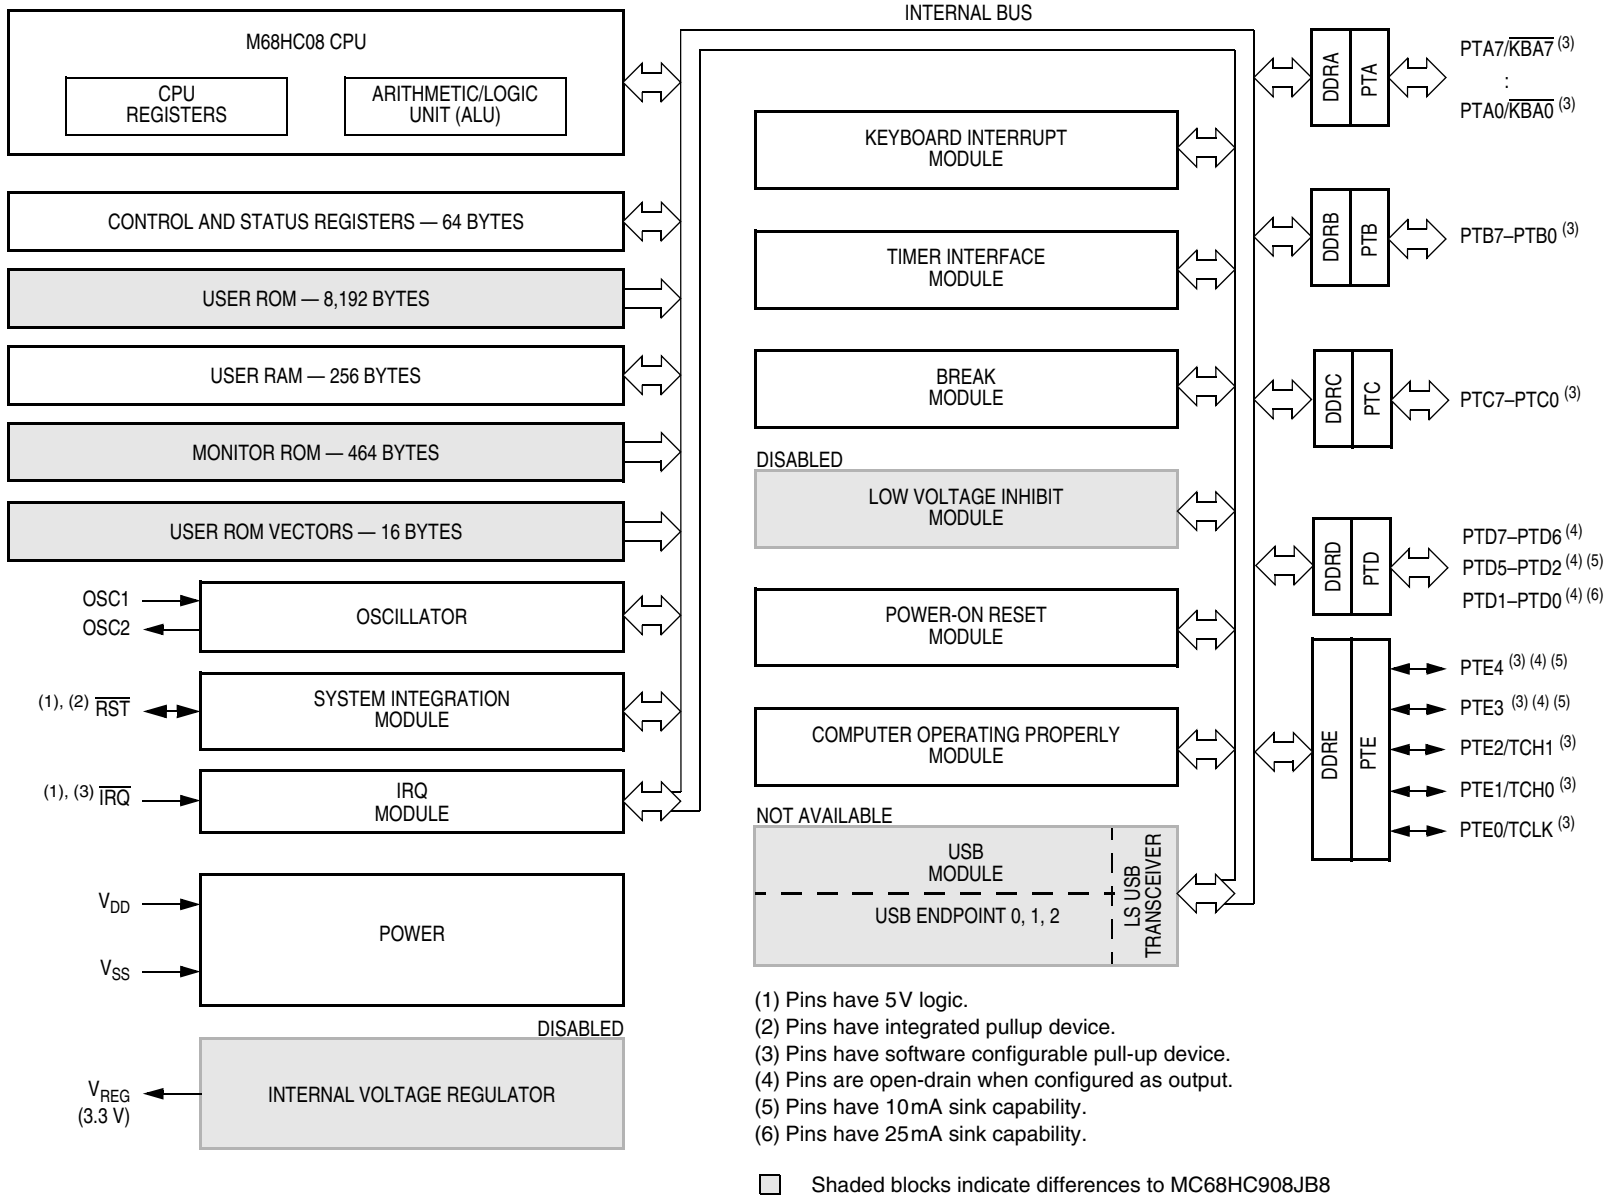 INTERNAL BUS
M68HC08 CPU
CPU
REGISTERS
ARITHMETIC/LOGIC
UNIT (ALU)
CONTROL AND STATUS REGISTERS — 64 BYTES
USER ROM — 8,192 BYTES
USER RAM — 256 BYTES
MONITOR ROM — 464 BYTES
USER ROM VECTORS — 16 BYTES
OSC1
OSC2
OSCILLATOR
(1), (2) RST
SYSTEM INTEGRATION
MODULE
(1), (3) IRQ
IRQ
MODULE
VDD
VSS
POWER
DISABLED
VREG
(3.3 V)
INTERNAL VOLTAGE REGULATOR
KEYBOARD INTERRUPT
MODULE
TIMER INTERFACE
MODULE
BREAK
MODULE
DISABLED
LOW VOLTAGE INHIBIT
MODULE
POWER-ON RESET
MODULE
COMPUTER OPERATING PROPERLY
MODULE
NOT AVAILABLE
USB
MODULE
USB ENDPOINT 0, 1, 2
LS USB
TRANSCEIVER
DDRA
PTA
PTA7/KBA7 (3)
:
PTA0/KBA0 (3)
DDRB
PTB
PTB7–PTB0 (3)
DDRC
PTC
PTC7–PTC0 (3)
DDRD
PTD
PTD7–PTD6 (4)
PTD5–PTD2 (4) (5)
PTD1–PTD0 (4) (6)
DDRE
PTE
PTE4 (3) (4) (5)
PTE3 (3) (4) (5)
PTE2/TCH1 (3)
PTE1/TCH0 (3)
PTE0/TCLK (3)
(1) Pins have 5V logic.
(2) Pins have integrated pullup device.
(3) Pins have software configurable pull-up device.
(4) Pins are open-drain when configured as output.
(5) Pins have 10mA sink capability.
(6) Pins have 25mA sink capability.
Shaded blocks indicate differences to MC68HC908JB8